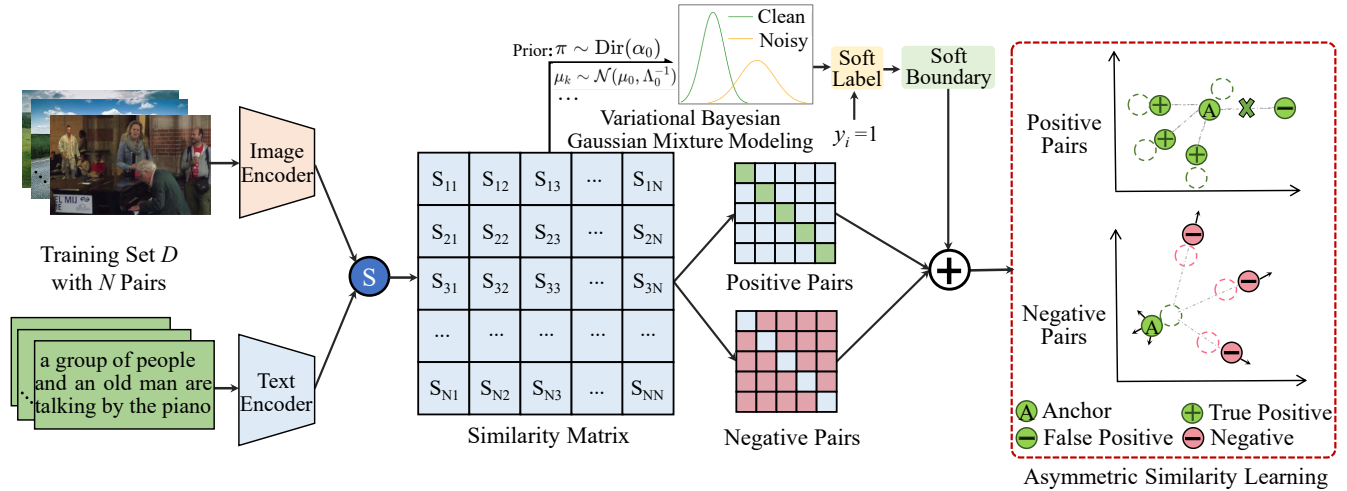 Prior: π ∼ Dir(α₀)
μₖ ∼ 𝒩(μ₀, Λ₀⁻¹)
...
Clean
Noisy
Variational Bayesian
Gaussian Mixture Modeling
Soft
Label
Soft
Boundary
yᵢ=1
Image
Encoder
EL MIJ
Training Set D
with N Pairs
a group of people
and an old man are
talking by the piano
Text
Encoder
S
S₁₁ S₁₂ S₁₃ ... S₁N
S₂₁ S₂₂ S₂₃ ... S₂N
S₃₁ S₃₂ S₃₃ ... S₃N
... ... ... ... ...
SN₁ SN₂ SN₃ ... SNN
Similarity Matrix
Positive Pairs
Negative Pairs
+
Positive
Pairs
A
Negative
Pairs
A
A Anchor
+ True Positive
− False Positive
− Negative
Asymmetric Similarity Learning